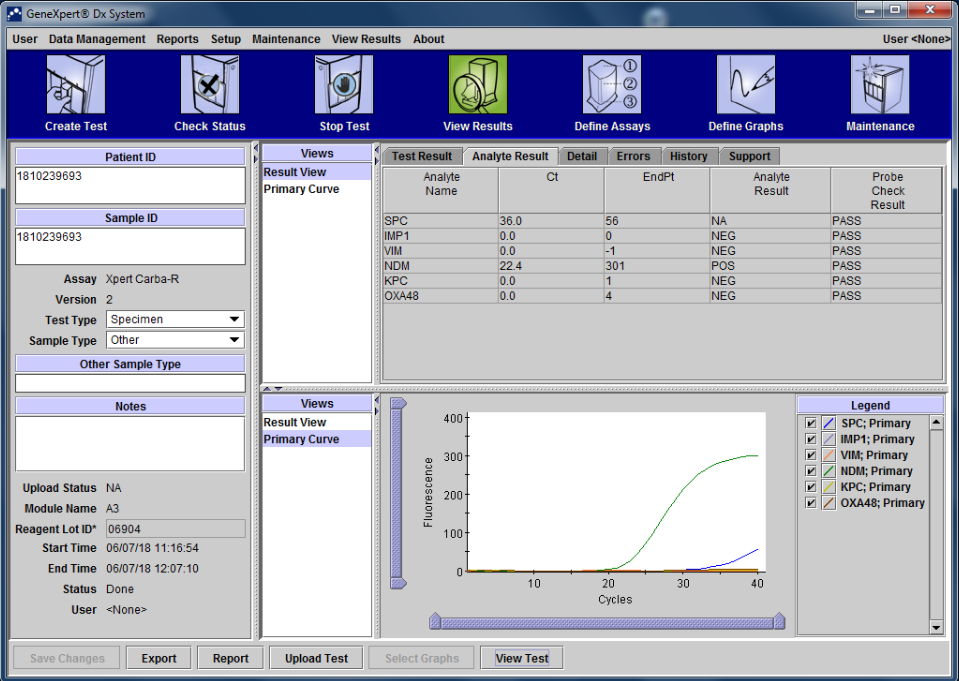 GeneXpert® Dx System
User Data Management Reports Setup Maintenance View Results About User <None>
Create Test Check Status Stop Test View Results Define Assays Define Graphs Maintenance
1
2
3
Patient ID
1810239693
Sample ID
1810239693
Assay Xpert Carba-R
Version 2
Test Type Specimen
Sample Type Other
Other Sample Type
Notes
Upload Status NA
Module Name A3
Reagent Lot ID* 06904
Start Time 06/07/18 11:16:54
End Time 06/07/18 12:07:10
Status Done
User <None>
Views
Result View
Primary Curve
Test Result Analyte Result Detail Errors History Support
Analyte Name Ct EndPt Analyte Result Probe Check Result
SPC 36.0 56 NA PASS
IMP1 0.0 0 NEG PASS
VIM 0.0 -1 NEG PASS
NDM 22.4 301 POS PASS
KPC 0.0 1 NEG PASS
OXA48 0.0 4 NEG PASS
Views
Result View
Primary Curve
Fluorescence
400
300
200
100
0
10 20 30 40
Cycles
Legend
SPC; Primary
IMP1; Primary
VIM; Primary
NDM; Primary
KPC; Primary
OXA48; Primary
Save Changes Export Report Upload Test Select Graphs View Test